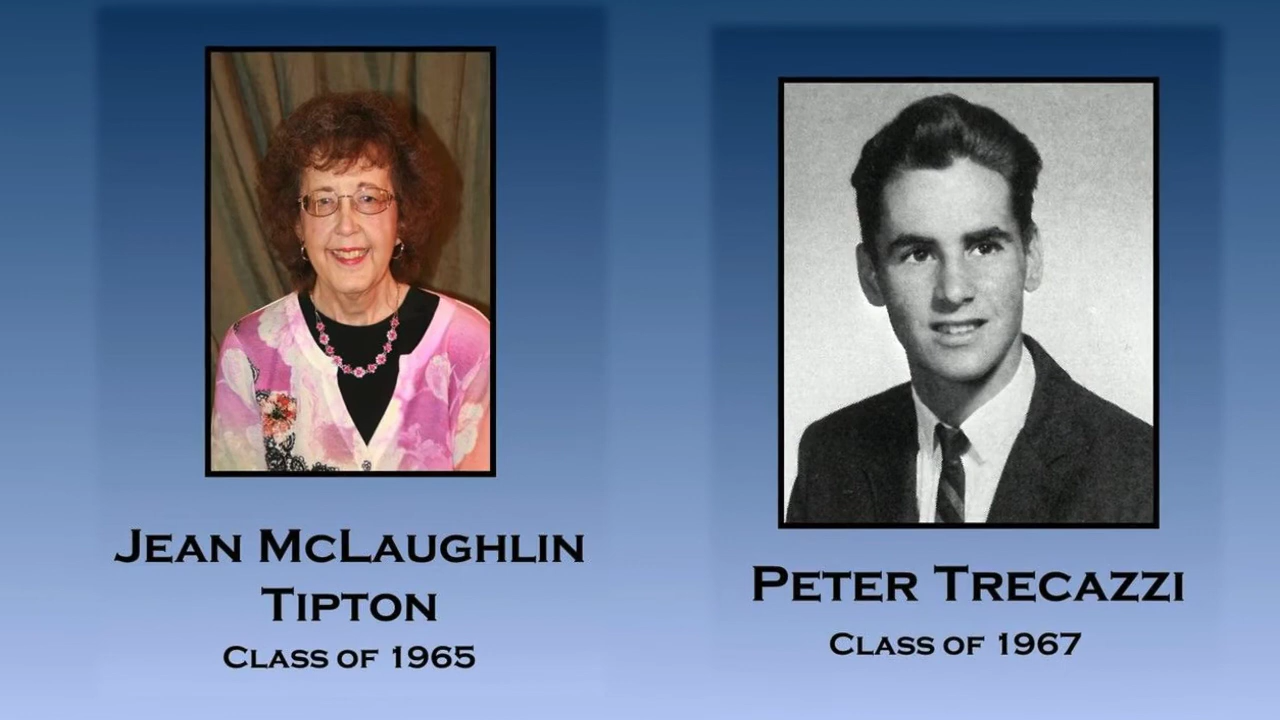 Jean McLaughlin
Tipton
Class of 1965
Peter Trecazzi
Class of 1967